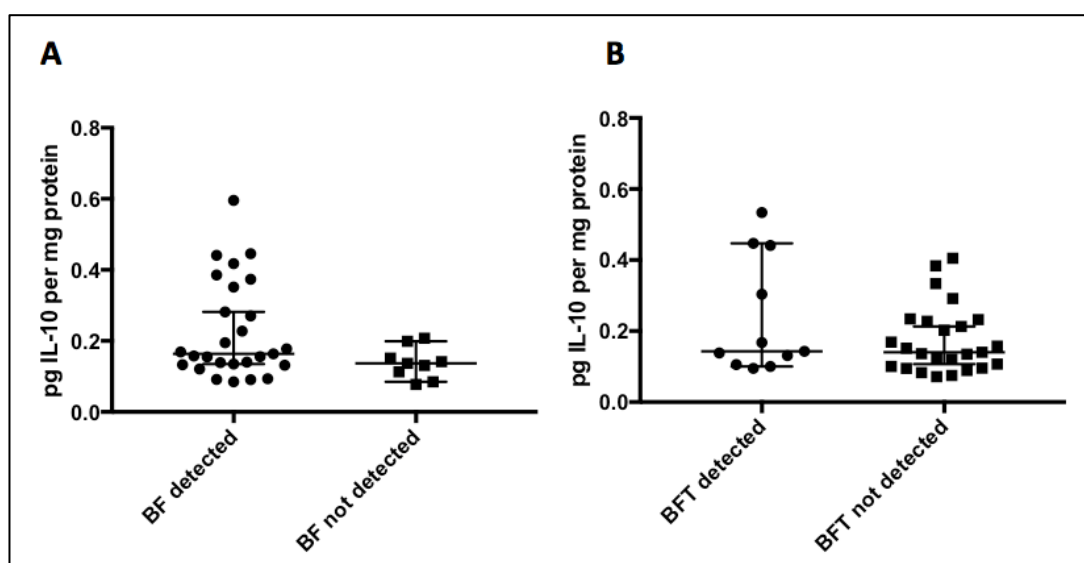 A
pg IL-10 per mg protein
0.8
0.6
0.4
0.2
0.0
BF detected
BF not detected
B
pg IL-10 per mg protein
0.8
0.6
0.4
0.2
0.0
BFT detected
BFT not detected